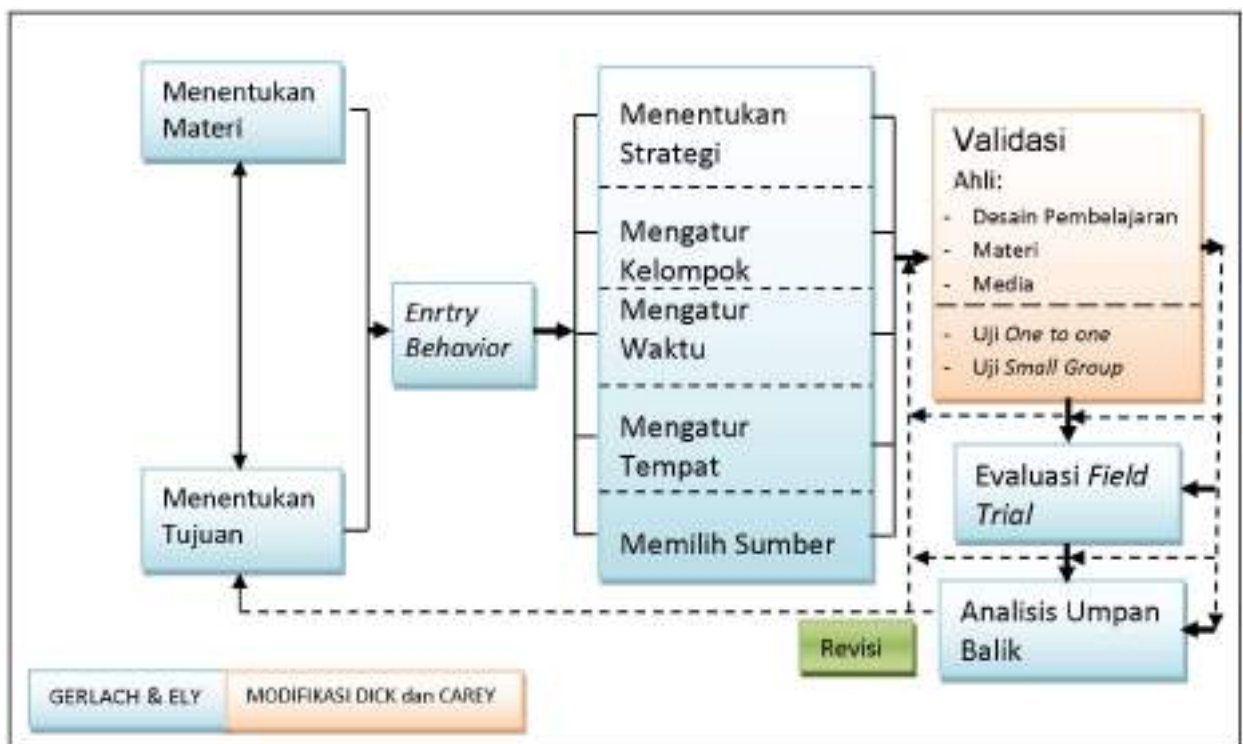 Menentukan
Materi
Menentukan
Tujuan
Enrtry
Behavior
Menentukan
Strategi
Mengatur
Kelompok
Mengatur
Waktu
Mengatur
Tempat
Memilih Sumber
Validasi
Ahli:
- Desain Pembelajaran
- Materi
- Media
- Uji One to one
- Uji Small Group
Evaluasi Field
Trial
Analisis Umpan
Balik
Revisi
GERLACH & ELY
MODIFIKASI DICK dan CAREY